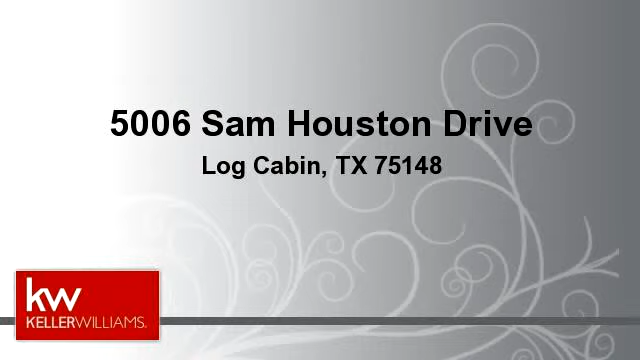 5006 Sam Houston Drive
Log Cabin, TX 75148
kw
KELLERWILLIAMS.